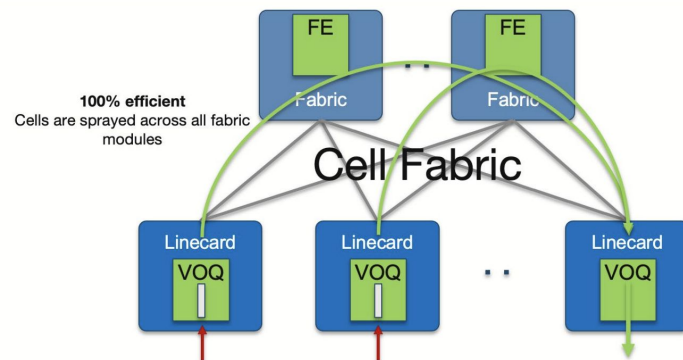 FE
FE
Fabric
Fabric
100% efficient
Cells are sprayed across all fabric
modules
Cell Fabric
Linecard
Linecard
Linecard
VOQ
VOQ
VOQ